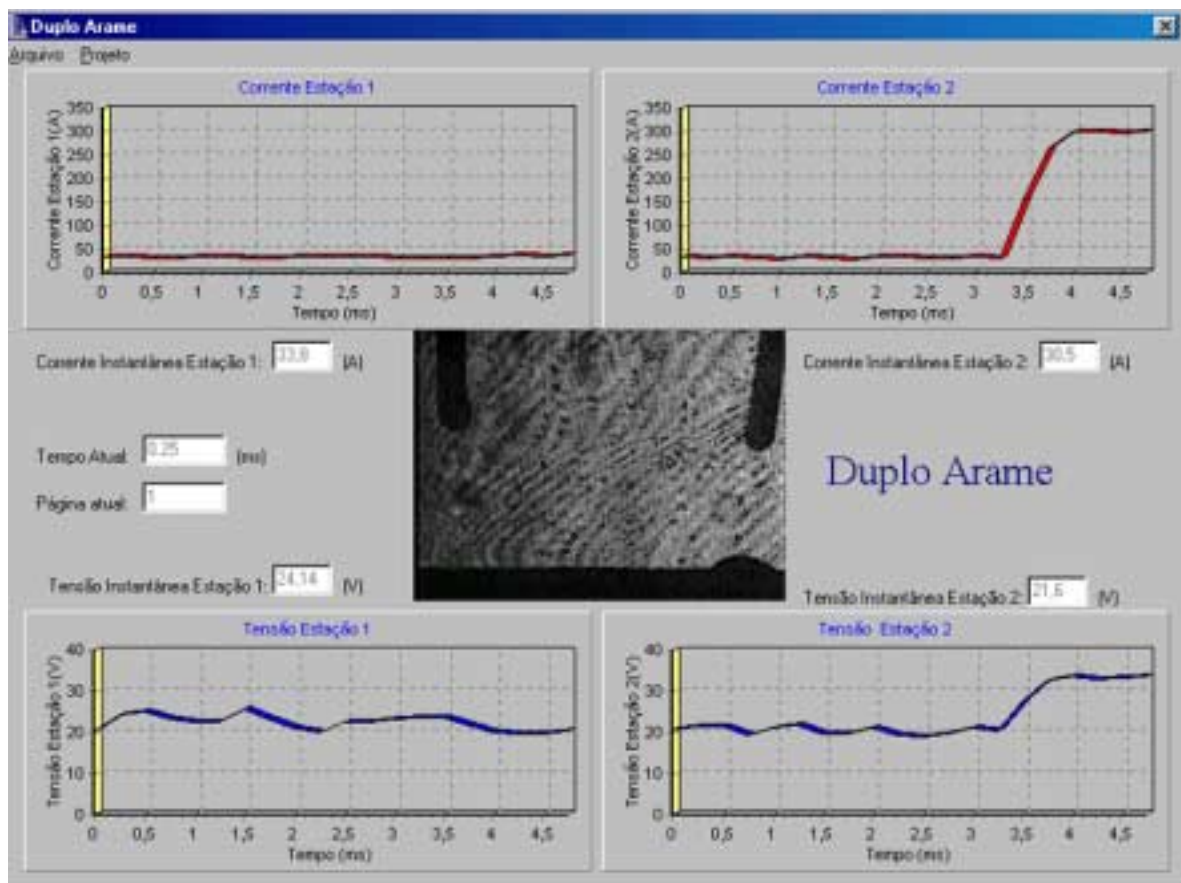 Duplo Arame
Arquivo Projeto
Corrente Estação 1
Corrente Estação 1(A)
350
300
250
200
150
100
50
0
0 0,5 1 1,5 2 2,5 3 3,5 4 4,5
Tempo (ms)
Corrente Estação 2
Corrente Estação 2(A)
350
300
250
200
150
100
50
0
0 0,5 1 1,5 2 2,5 3 3,5 4 4,5
Tempo (ms)
Corrente Instantânea Estação 1: 33,8 (A)
Corrente Instantânea Estação 2: 30,5 (A)
Tempo Atual: 0.25 (ms)
Página atual: 1
Duplo Arame
Tensão Instantânea Estação 1: 24,14 (V)
Tensão Instantânea Estação 2: 21,6 (V)
Tensão Estação 1
Tensão Estação 1(V)
40
30
20
10
0
0 0,5 1 1,5 2 2,5 3 3,5 4 4,5
Tempo (ms)
Tensão Estação 2
Tensão Estação 2(V)
40
30
20
10
0
0 0,5 1 1,5 2 2,5 3 3,5 4 4,5
Tempo (ms)